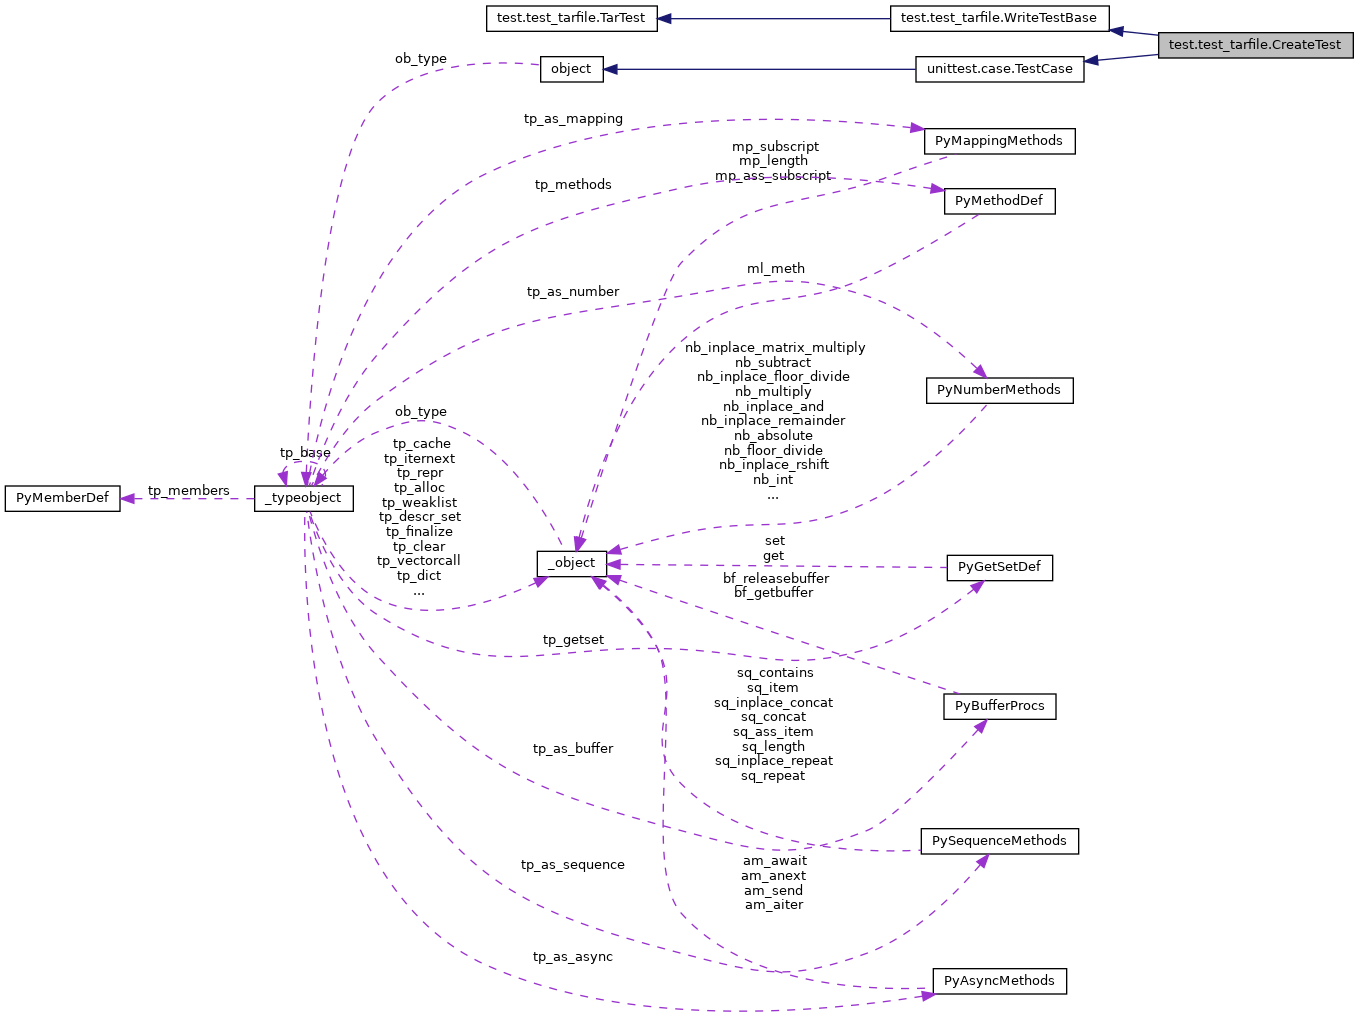 test.test_tarfile.TarTest
test.test_tarfile.WriteTestBase
test.test_tarfile.CreateTest
ob_type
object
unittest.case.TestCase
tp_as_mapping
PyMappingMethods
mp_subscript
mp_length
mp_ass_subscript
tp_methods
PyMethodDef
ml_meth
tp_as_number
nb_inplace_matrix_multiply
nb_subtract
nb_inplace_floor_divide
nb_multiply
nb_inplace_and
nb_inplace_remainder
nb_absolute
nb_floor_divide
nb_inplace_rshift
nb_int
...
PyNumberMethods
ob_type
tp_base
tp_cache
tp_iternext
tp_repr
tp_alloc
tp_weaklist
tp_descr_set
tp_finalize
tp_clear
tp_vectorcall
tp_dict
...
PyMemberDef
tp_members
_typeobject
_object
set
get
PyGetSetDef
bf_releasebuffer
bf_getbuffer
tp_getset
sq_contains
sq_item
sq_inplace_concat
sq_concat
sq_ass_item
sq_length
sq_inplace_repeat
sq_repeat
PyBufferProcs
tp_as_buffer
PySequenceMethods
tp_as_sequence
am_await
am_anext
am_send
am_aiter
tp_as_async
PyAsyncMethods